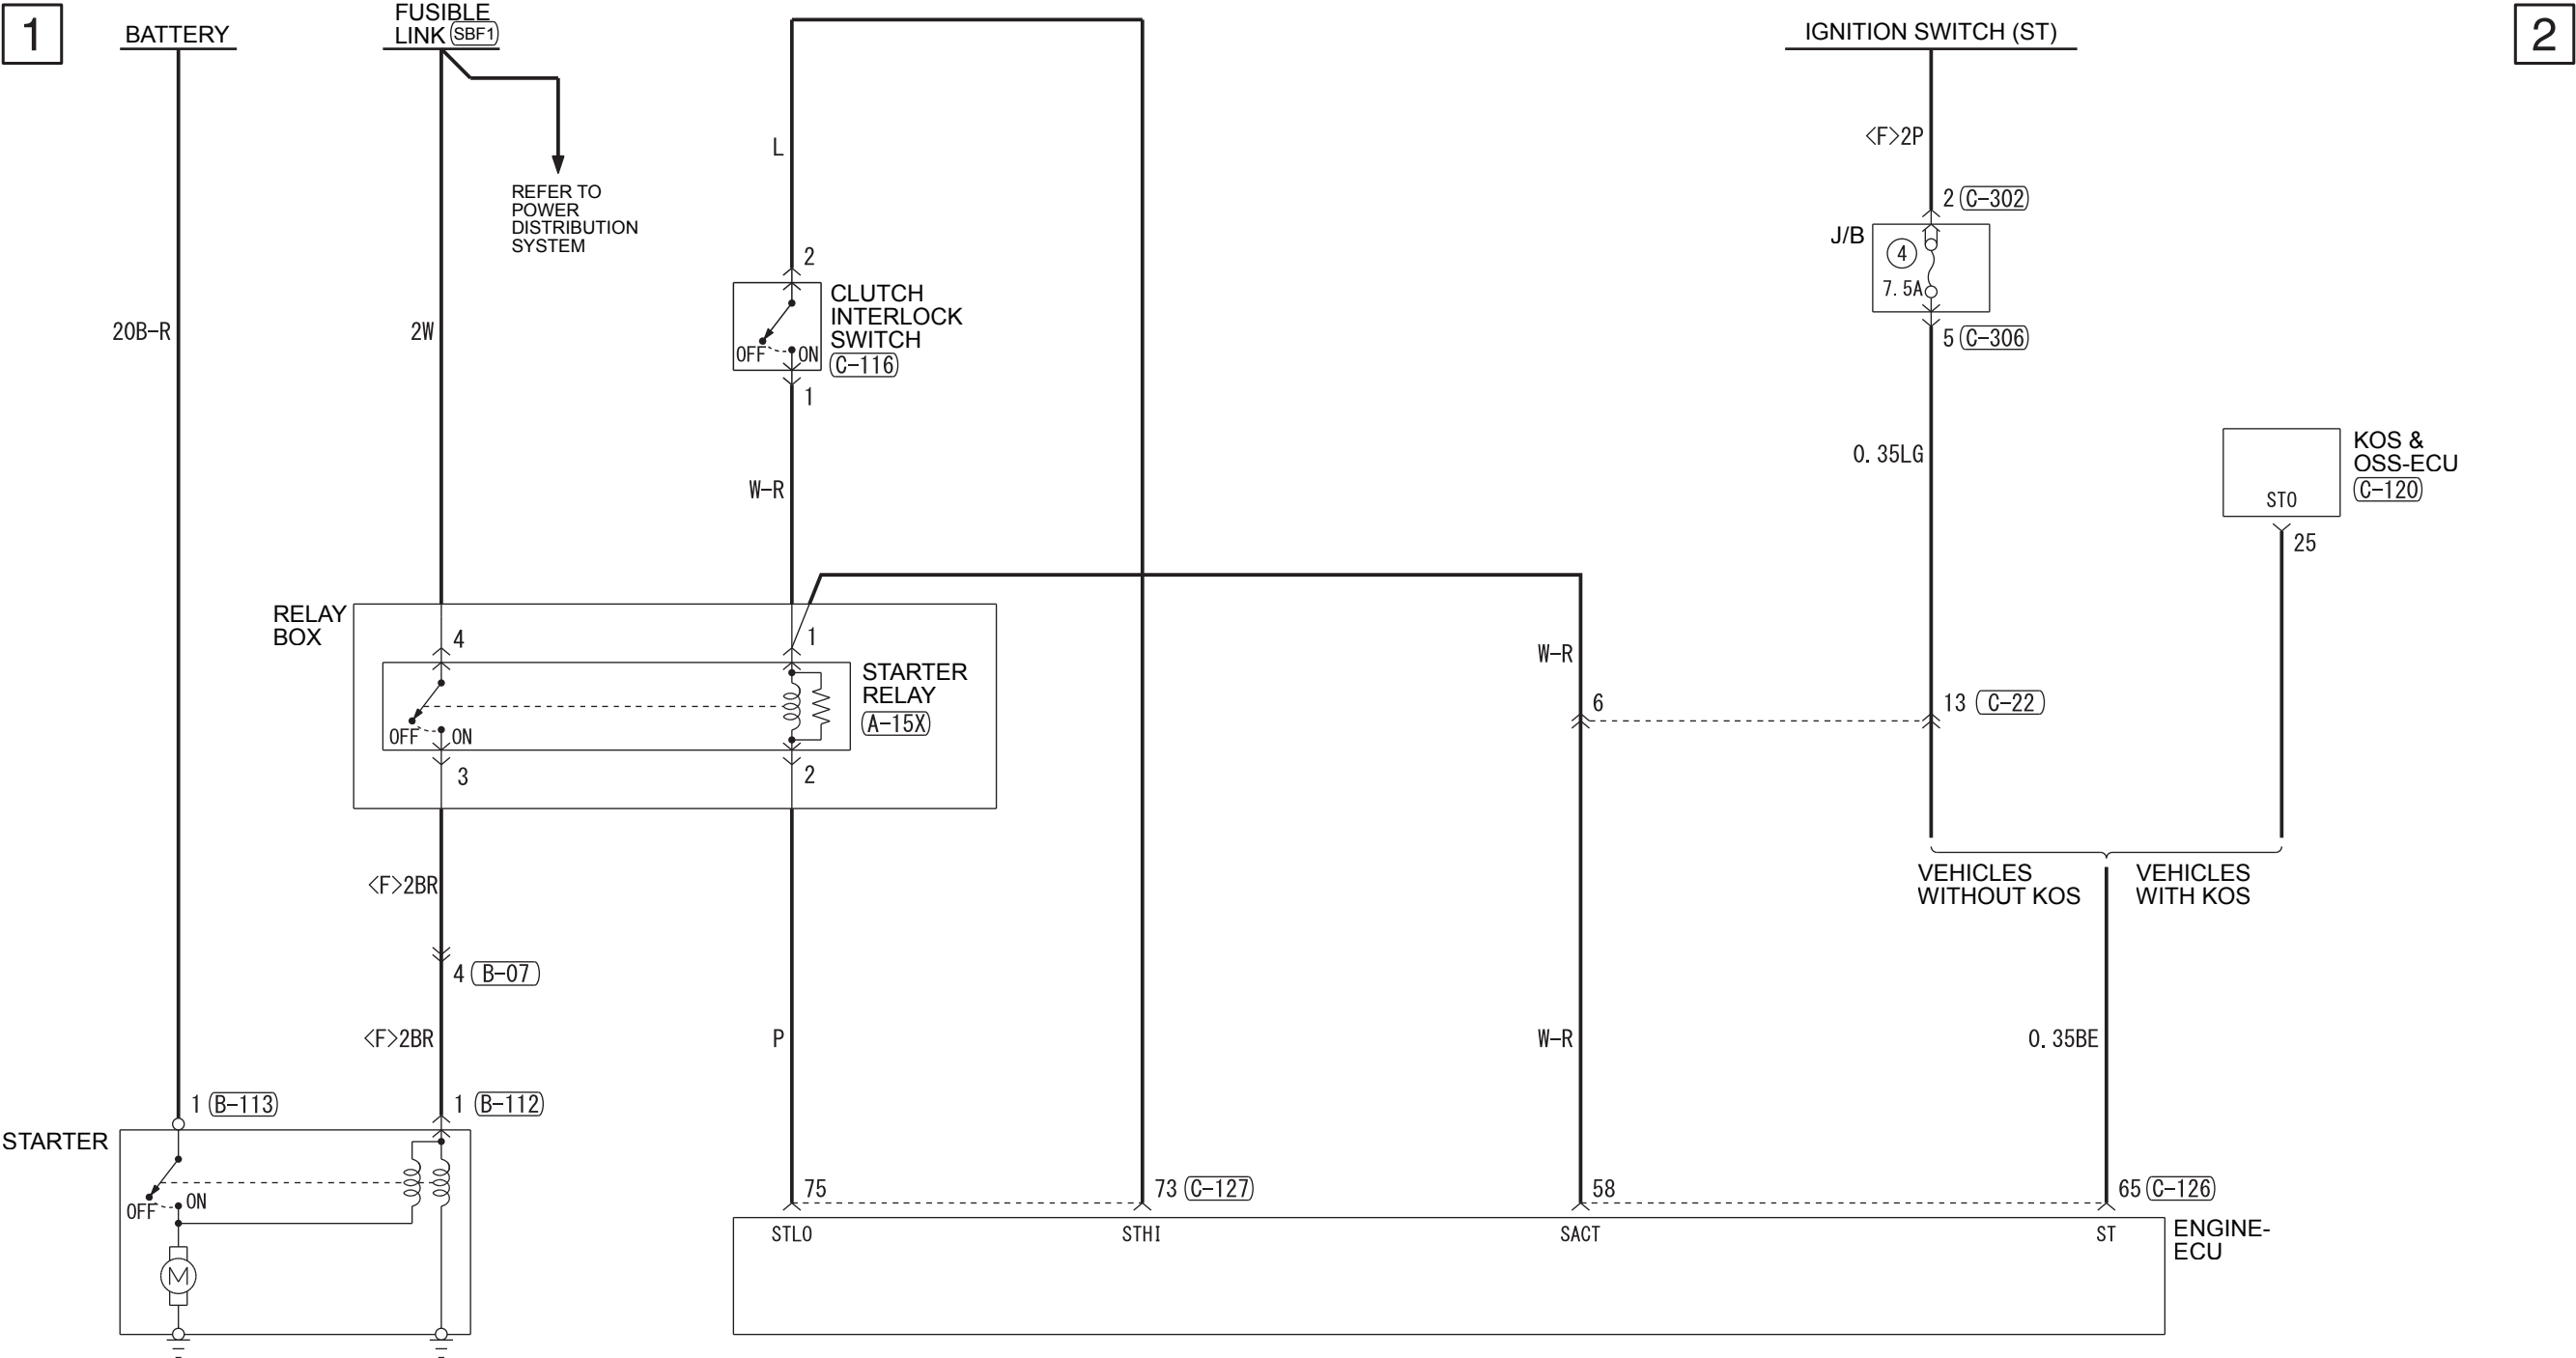 1
BATTERY
FUSIBLE
LINK SBF1
IGNITION SWITCH (ST)
2
REFER TO
POWER
DISTRIBUTION
SYSTEM
L
<F>2P
2 C-302
J/B
4
7.5A
5 C-306
2
CLUTCH
INTERLOCK
SWITCH
C-116
OFF ON
1
20B-R
2W
W-R
0.35LG
KOS &
OSS-ECU
C-120
STO
25
RELAY
BOX
4
1
STARTER
RELAY
A-15X
OFF ON
3
2
W-R
6
13 C-22
VEHICLES
WITHOUT KOS
VEHICLES
WITH KOS
<F>2BR
4 B-07
<F>2BR
P
W-R
0.35BE
1 B-113
1 B-112
STARTER
OFF ON
M
75
73 C-127
58
65 C-126
STLO
STHI
SACT
ST
ENGINE-
ECU